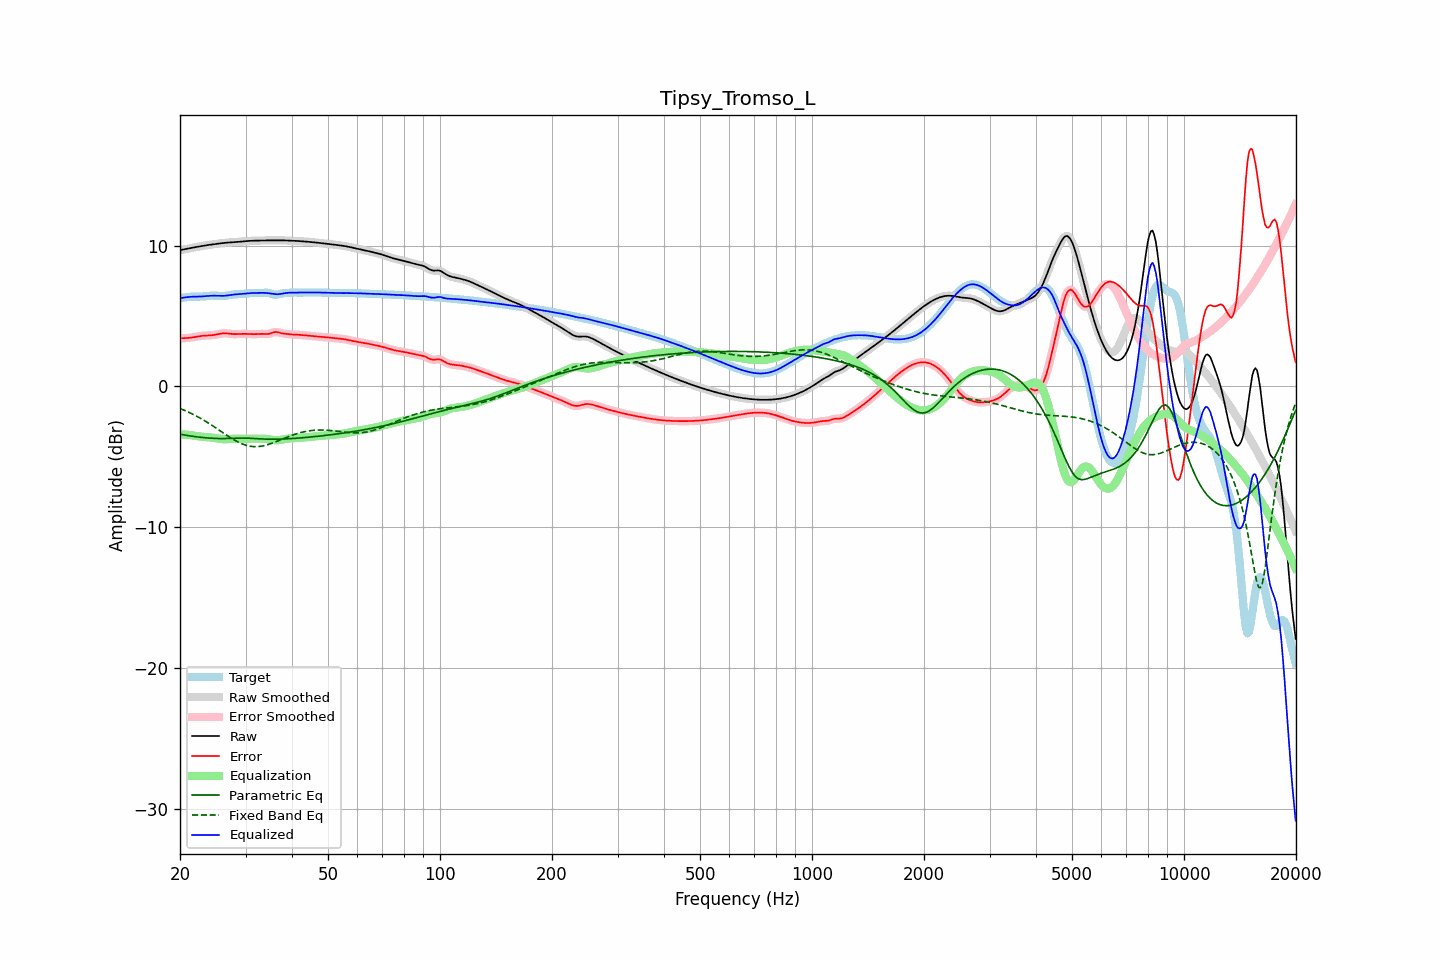 Tipsy_Tromso_L
Amplitude (dBr)
10
0
−10
−20
−30
Target
Raw Smoothed
Error Smoothed
Raw
Error
Equalization
Parametric Eq
Fixed Band Eq
Equalized
20 50 100 200 500 1000 2000 5000 10000 20000
Frequency (Hz)